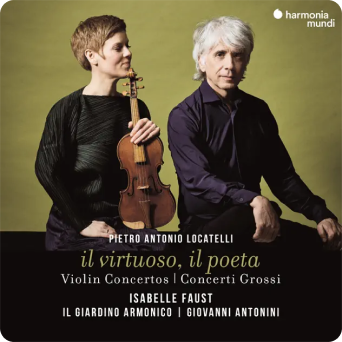 harmonia
mundi
PIETRO ANTONIO LOCATELLI
il virtuoso, il poeta
Violin Concertos | Concerti Grossi
ISABELLE FAUST
IL GIARDINO ARMONICO | GIOVANNI ANTONINI